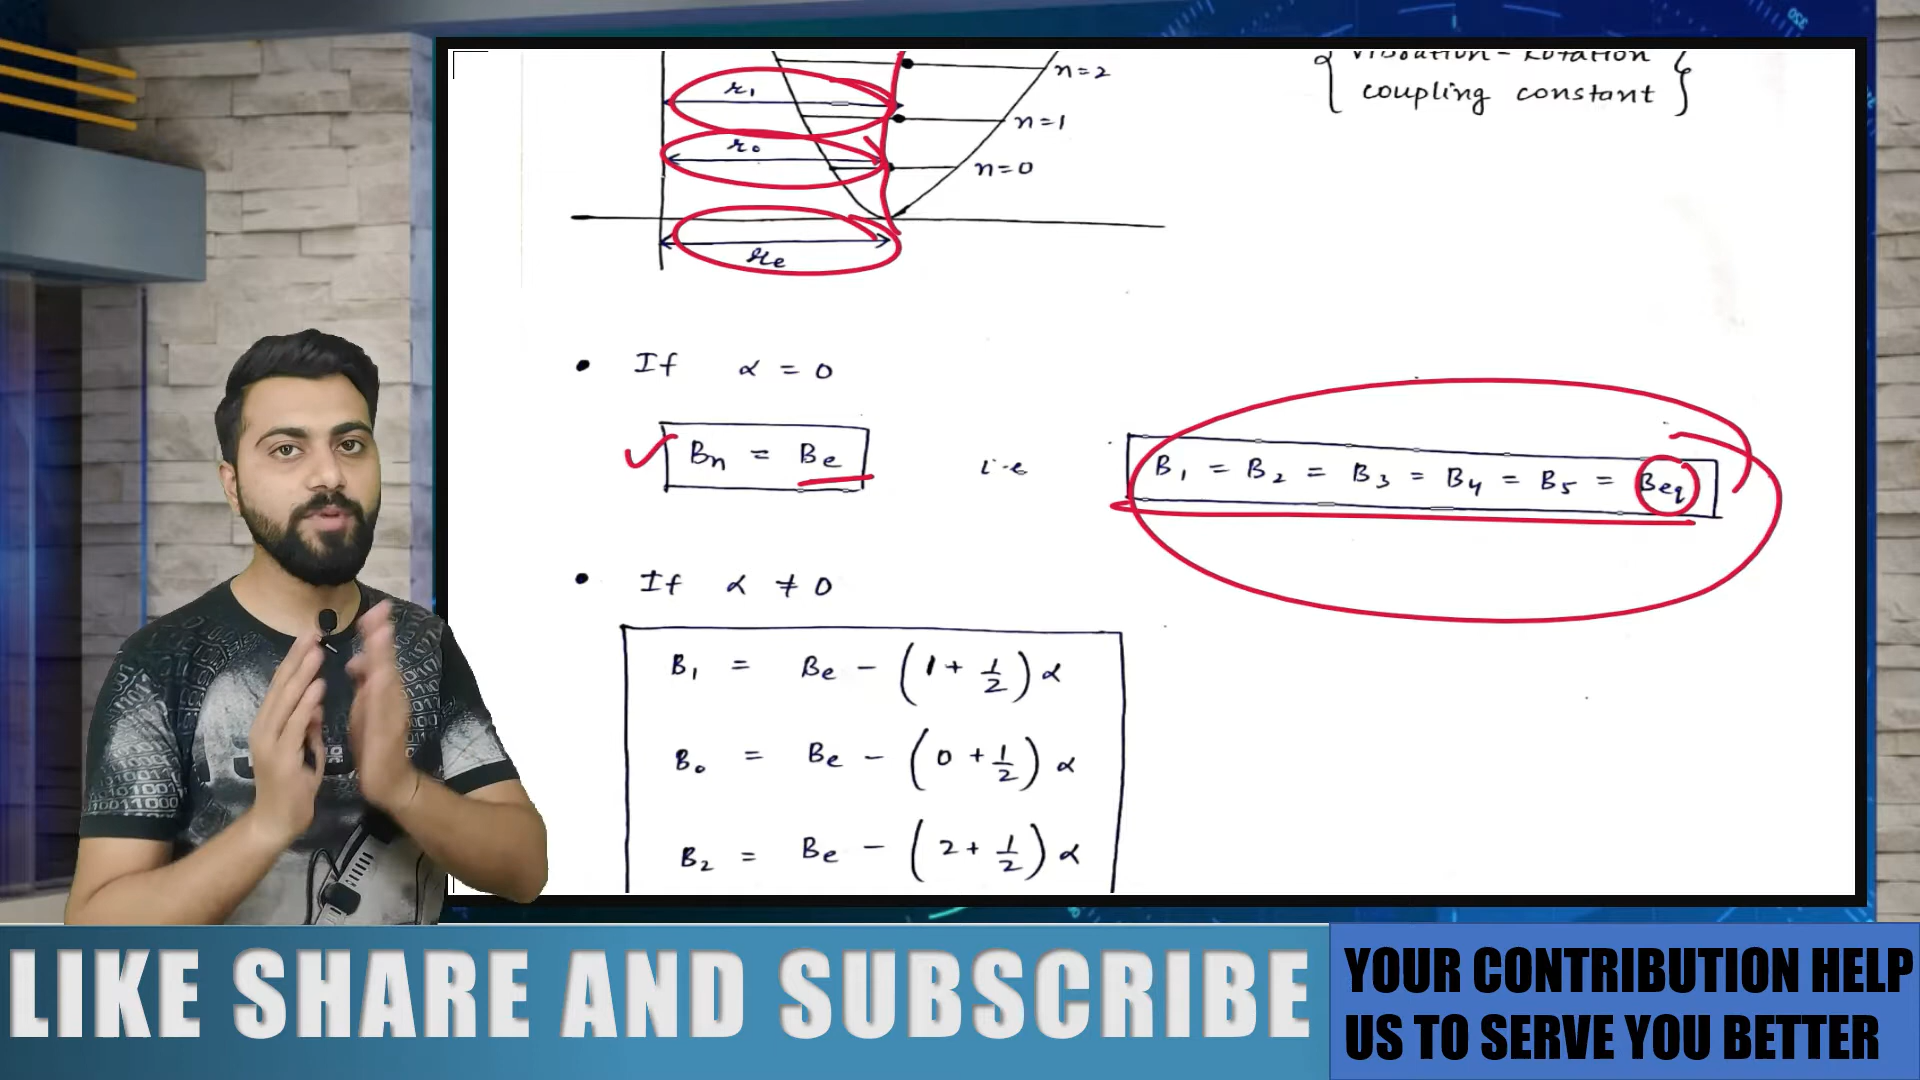 { vibration - Rotation
coupling constant }
n=2
r₁
n=1
r₀
n=0
re
• If α = 0
Bn = Be i.e B₁ = B₂ = B₃ = B₄ = B₅ = Beq
• If α ≠ 0
B₁ = Be - (1 + 1/2) α
B₀ = Be - (0 + 1/2) α
B₂ = Be - (2 + 1/2) α
LIKE SHARE AND SUBSCRIBE
YOUR CONTRIBUTION HELP
US TO SERVE YOU BETTER